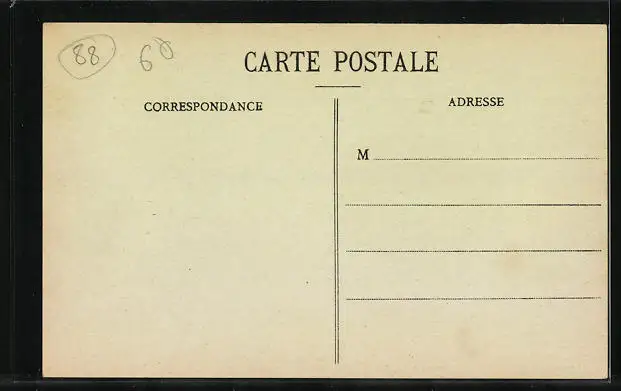 88 60
CARTE POSTALE
CORRESPONDANCE
ADRESSE
M